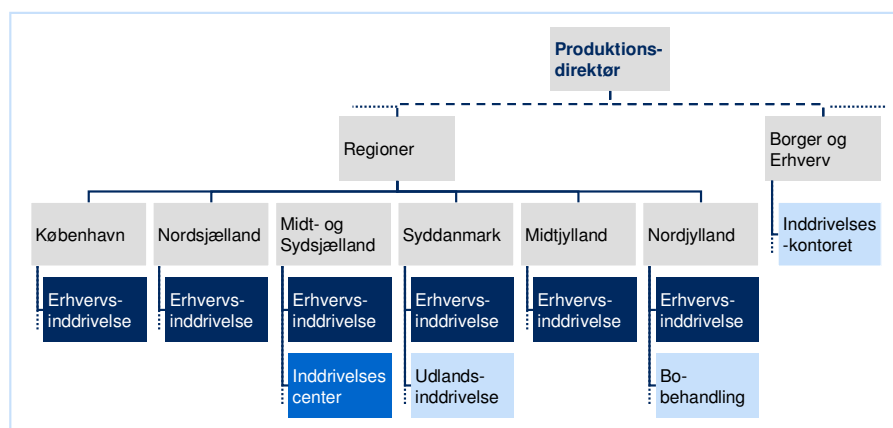 Produktions-
direktør
Regioner
Borger og
Erhverv
København
Nordsjælland
Midt- og
Sydsjælland
Syddanmark
Midtjylland
Nordjylland
Inddrivelses
-kontoret
Erhvervs-
inddrivelse
Erhvervs-
inddrivelse
Erhvervs-
inddrivelse
Erhvervs-
inddrivelse
Erhvervs-
inddrivelse
Erhvervs-
inddrivelse
Inddrivelses
center
Udlands-
inddrivelse
Bo-
behandling